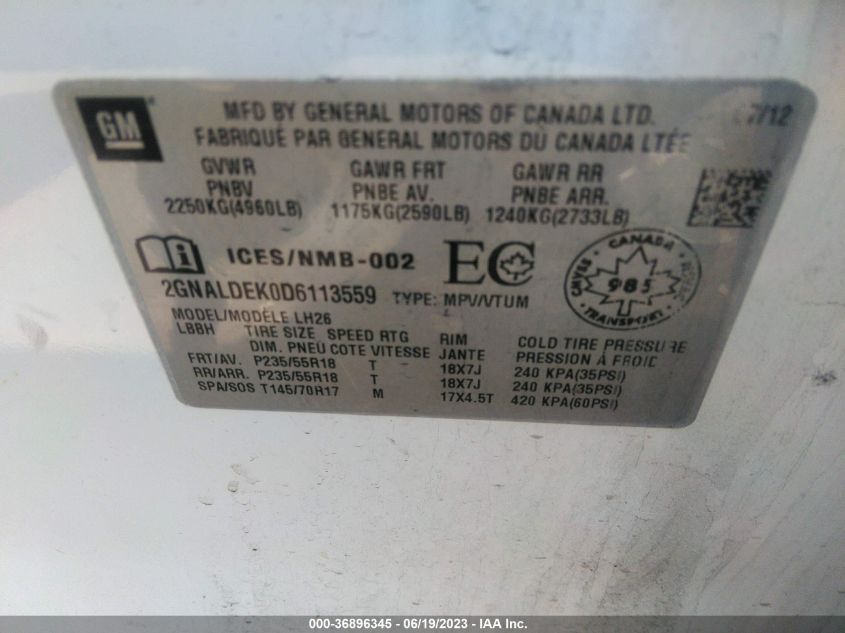 GM
MFD BY GENERAL MOTORS OF CANADA LTD. 7/12
FABRIQUÉ PAR GENERAL MOTORS DU CANADA LTÉE
GVWR GAWR FRT GAWR RR
PNBV PNBE AV. PNBE ARR.
2250KG(4960LB) 1175KG(2590LB) 1240KG(2733LB)
i ICES/NMB-002 EC
CANADA
CMVSS 985 NSVAC
TRANSPORT
2GNALDEK0D6113559 TYPE: MPV/VTUM
MODEL/MODÈLE LH26
LBBH TIRE SIZE SPEED RTG RIM COLD TIRE PRESSURE
DIM. PNEU COTE VITESSE JANTE PRESSION À FROID
FRT/AV. P235/55R18 T 18X7J 240 KPA(35PSI)
RR/ARR. P235/55R18 T 18X7J 240 KPA(35PSI)
SPA/SOS T145/70R17 M 17X4.5T 420 KPA(60PSI)
000-36896345 - 06/19/2023 - IAA Inc.